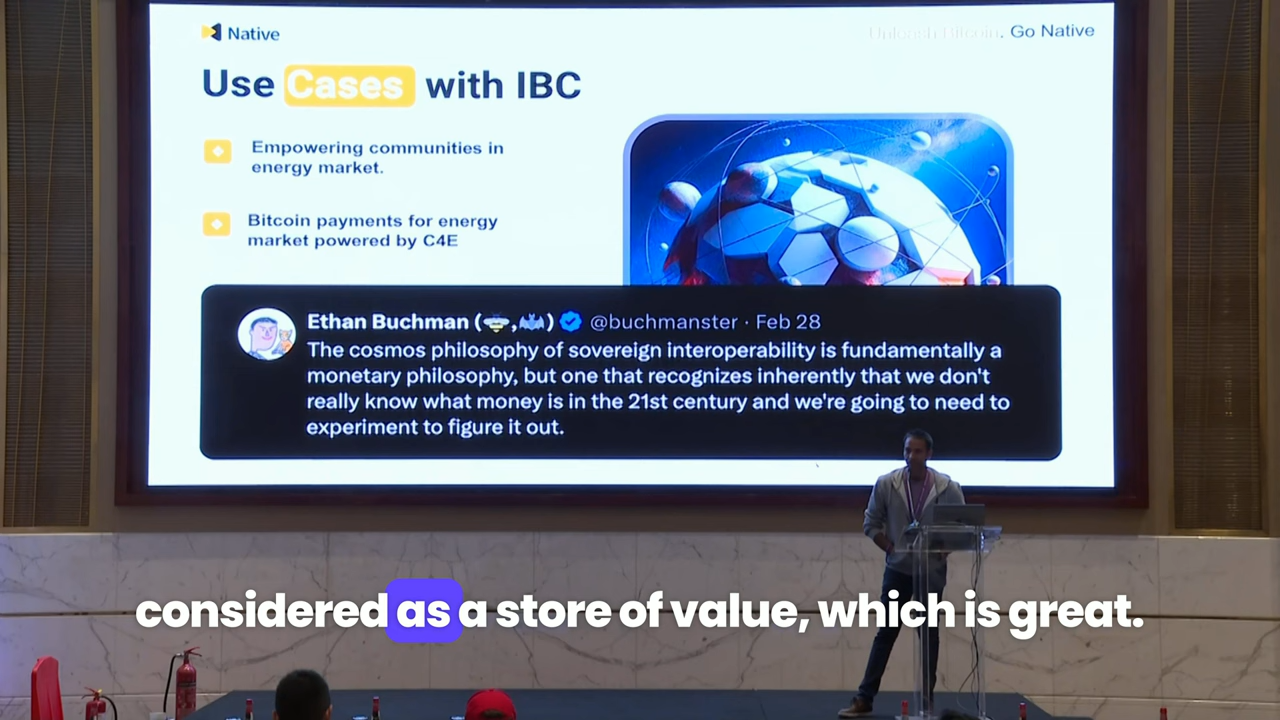 Native
Unleash Bitcoin. Go Native
Use Cases with IBC
Empowering communities in
energy market.
Bitcoin payments for energy
market powered by C4E
Ethan Buchman (🐝,🦇) @buchmanster · Feb 28
The cosmos philosophy of sovereign interoperability is fundamentally a
monetary philosophy, but one that recognizes inherently that we don't
really know what money is in the 21st century and we're going to need to
experiment to figure it out.
considered as a store of value, which is great.